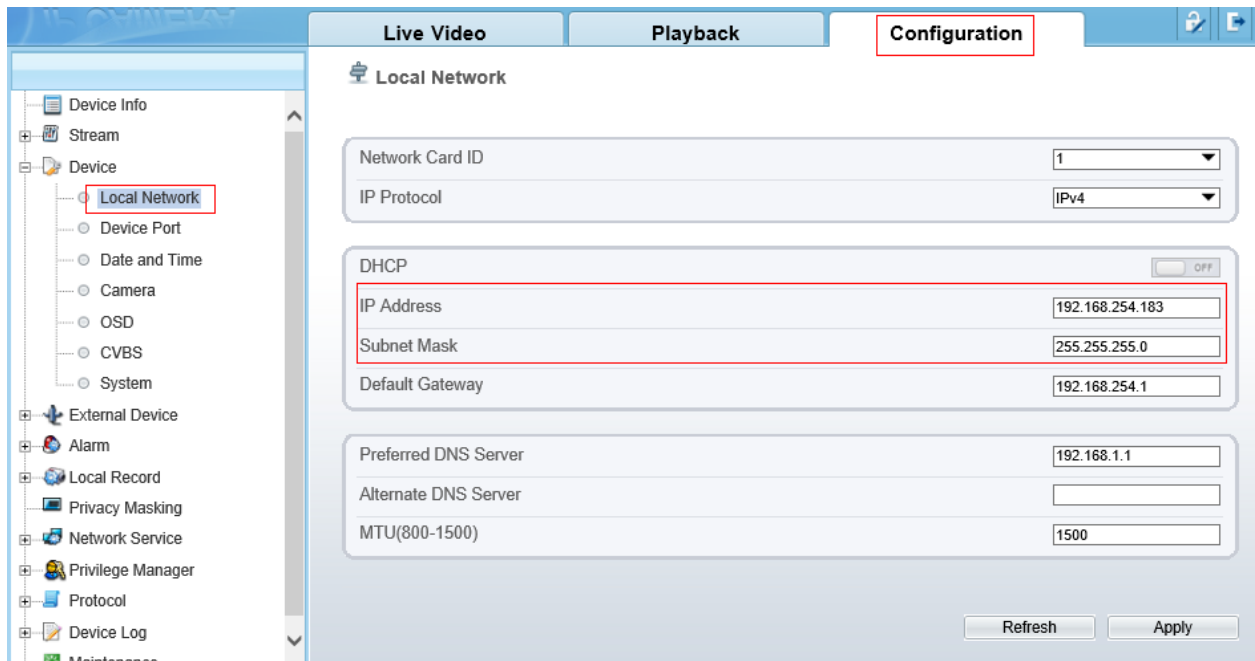 IP CAMERA
Live Video
Playback
Configuration
Local Network
Device Info
Stream
Device
Local Network
Device Port
Date and Time
Camera
OSD
CVBS
System
External Device
Alarm
Local Record
Privacy Masking
Network Service
Privilege Manager
Protocol
Device Log
Maintenance
Network Card ID 1
IP Protocol IPv4
DHCP OFF
IP Address 192.168.254.183
Subnet Mask 255.255.255.0
Default Gateway 192.168.254.1
Preferred DNS Server 192.168.1.1
Alternate DNS Server
MTU(800-1500) 1500
Refresh Apply